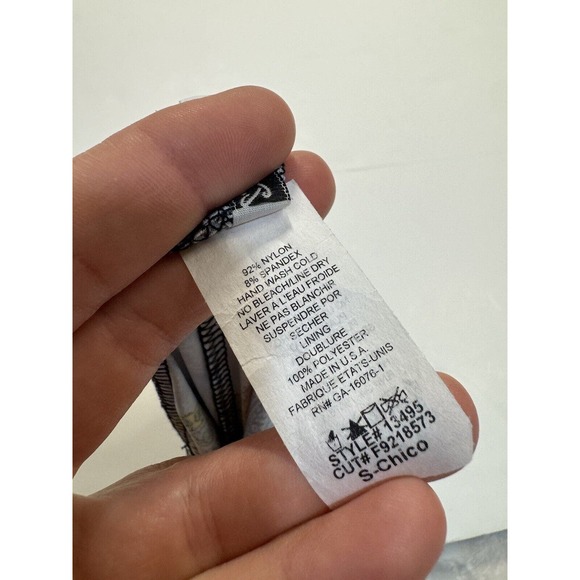 92% NYLON
8% SPANDEX
HAND WASH COLD
NO BLEACH/LINE DRY
LAVER A L'EAU FROIDE
NE PAS BLANCHIR
SUSPENDRE POR
SECHER
LINING
DOUBLURE
100% POLYESTER
MADE IN U.S.A.
FABRIQUE ETATS-UNIS
RN# GA-16076-1
STYLE# 13495
CUT# F9218573
S-Chico